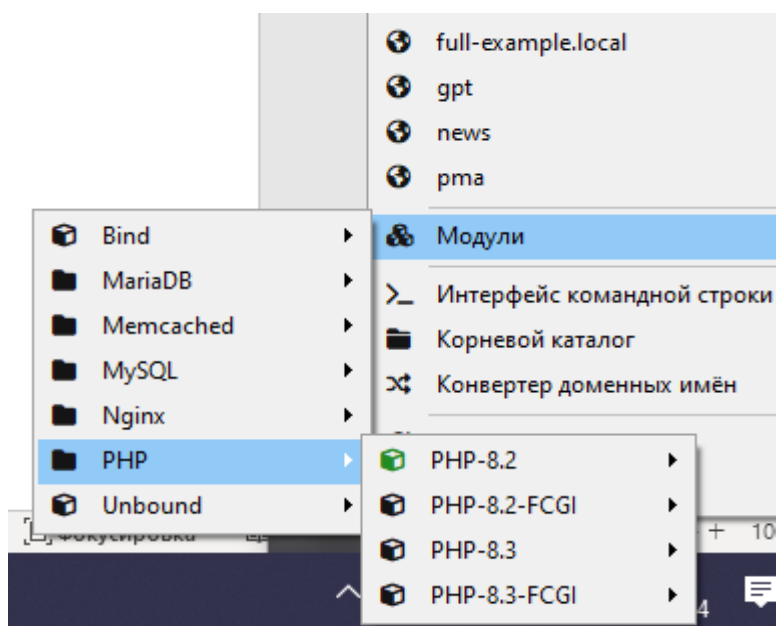 full-example.local
gpt
news
pma
Модули
Интерфейс командной строки
Корневой каталог
Конвертер доменных имён
Bind
MariaDB
Memcached
MySQL
Nginx
PHP
Unbound
PHP-8.2
PHP-8.2-FCGI
PHP-8.3
PHP-8.3-FCGI